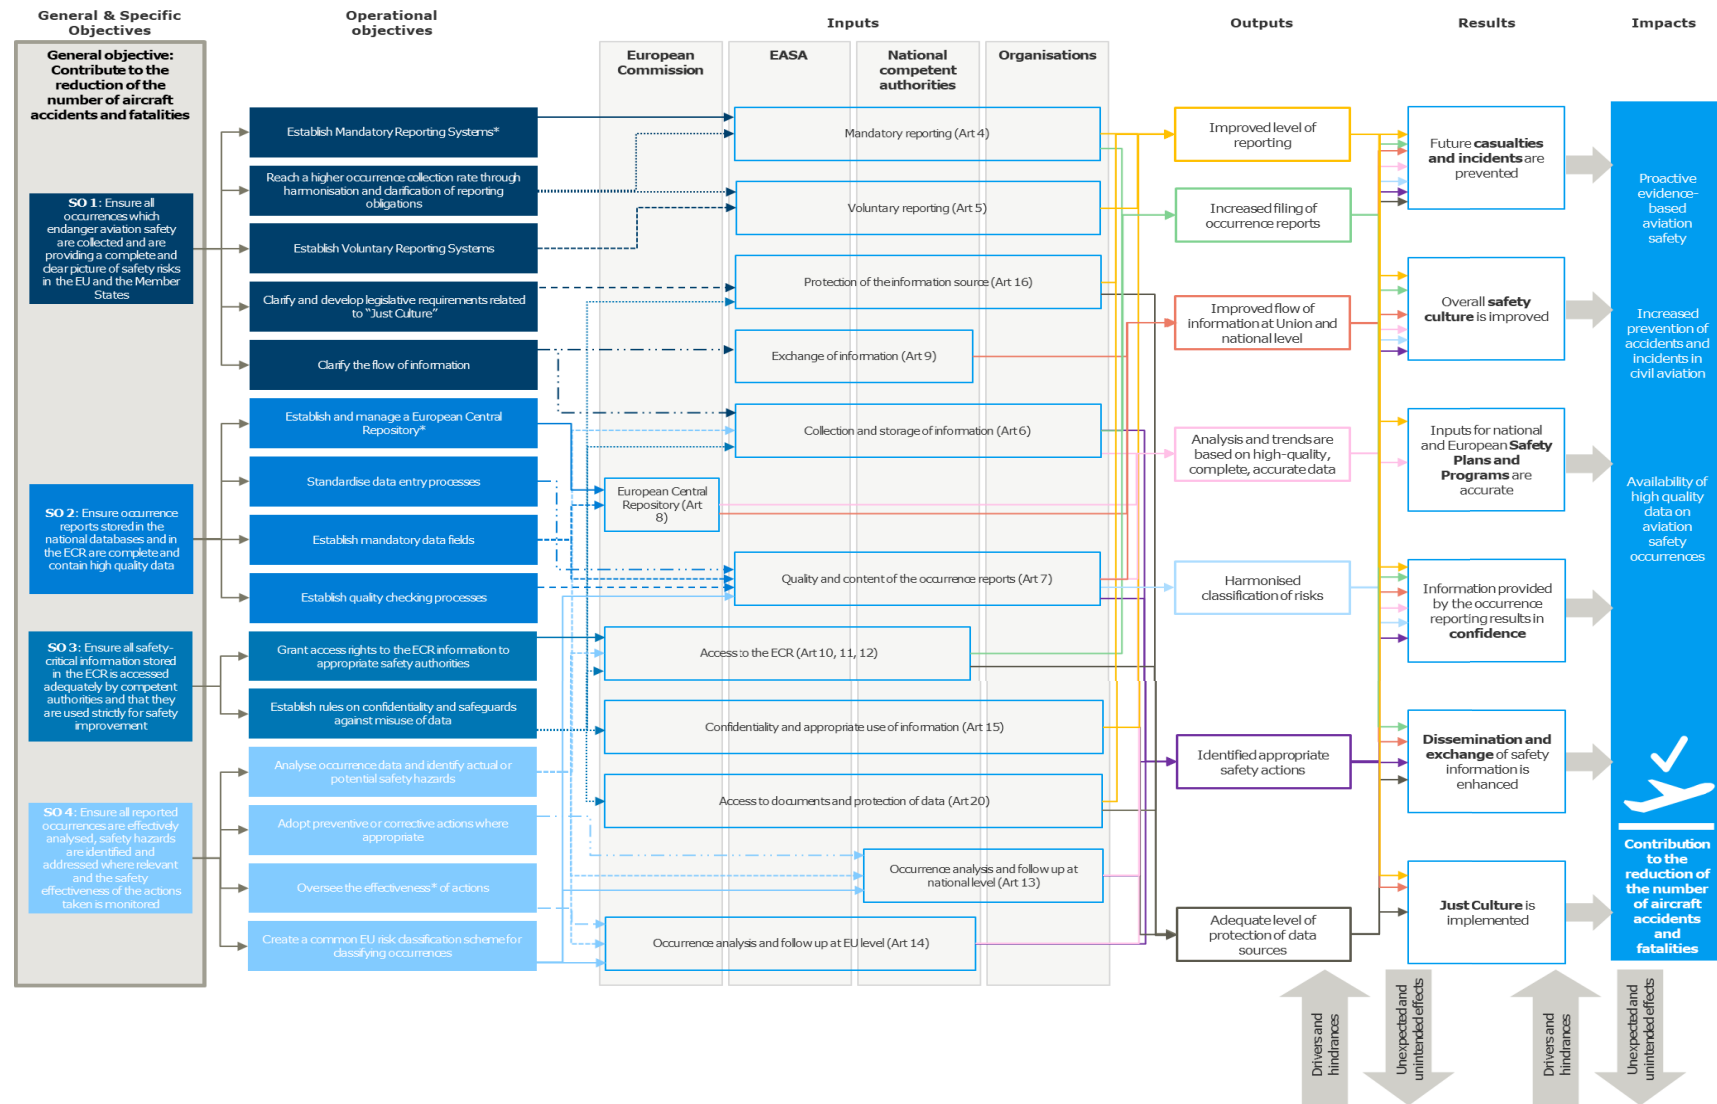 General & Specific
Objectives
Operational
objectives
Inputs
Outputs
Results
Impacts
General objective:
Contribute to the
reduction of the
number of aircraft
accidents and fatalities
SO 1: Ensure all
occurrences which
endanger aviation safety
are collected and are
providing a complete and
clear picture of safety risks
in the EU and the Member
States
SO 2: Ensure occurrence
reports stored in the
national databases and in
the ECR are complete and
contain high quality data
SO 3: Ensure all safety-
critical information stored
in the ECR is accessed
adequately by competent
authorities and that they
are used strictly for safety
improvement
SO 4: Ensure all reported
occurrences are effectively
analysed, safety hazards
are identified and
addressed where relevant
and the safety
effectiveness of the actions
taken is monitored
Establish Mandatory Reporting Systems*
Reach a higher occurrence collection rate through
harmonisation and clarification of reporting
obligations
Establish Voluntary Reporting Systems
Clarify and develop legislative requirements related
to “Just Culture”
Clarify the flow of information
Establish and manage a European Central
Repository*
Standardise data entry processes
Establish mandatory data fields
Establish quality checking processes
Grant access rights to the ECR information to
appropriate safety authorities
Establish rules on confidentiality and safeguards
against misuse of data
Analyse occurrence data and identify actual or
potential safety hazards
Adopt preventive or corrective actions where
appropriate
Oversee the effectiveness* of actions
Create a common EU risk classification scheme for
classifying occurrences
European
Commission
EASA
National
competent
authorities
Organisations
Mandatory reporting (Art 4)
Voluntary reporting (Art 5)
Protection of the information source (Art 16)
Exchange of information (Art 9)
Collection and storage of information (Art 6)
European Central
Repository (Art
8)
Quality and content of the occurrence reports (Art 7)
Access to the ECR (Art 10, 11, 12)
Confidentiality and appropriate use of information (Art 15)
Access to documents and protection of data (Art 20)
Occurrence analysis and follow up at
national level (Art 13)
Occurrence analysis and follow up at EU level (Art 14)
Improved level of
reporting
Increased filing of
occurrence reports
Improved flow of
information at Union and
national level
Analysis and trends are
based on high-quality,
complete, accurate data
Harmonised
classification of risks
Identified appropriate
safety actions
Adequate level of
protection of data
sources
Future casualties
and incidents are
prevented
Overall safety
culture is improved
Inputs for national
and European Safety
Plans and
Programs are
accurate
Information provided
by the occurrence
reporting results in
confidence
Dissemination and
exchange of safety
information is
enhanced
Just Culture is
implemented
Proactive
evidence-
based
aviation
safety
Increased
prevention of
accidents and
incidents in
civil aviation
Availability of
high quality
data on
aviation
safety
occurrences
Contribution
to the
reduction of
the number
of aircraft
accidents
and
fatalities
Drivers and
hindrances
Unexpected and
unintended effects
Drivers and
hindrances
Unexpected and
unintended effects